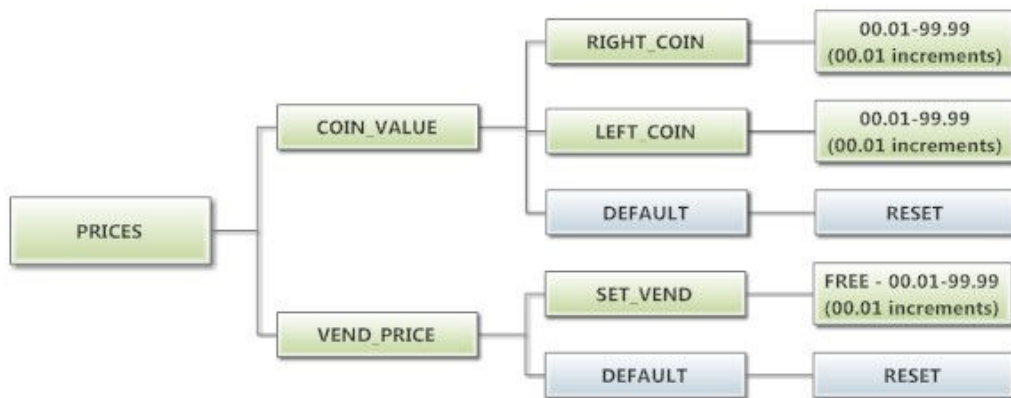 RIGHT_COIN
00.01-99.99
(00.01 increments)
COIN_VALUE
LEFT_COIN
00.01-99.99
(00.01 increments)
DEFAULT
RESET
PRICES
SET_VEND
FREE - 00.01-99.99
(00.01 increments)
VEND_PRICE
DEFAULT
RESET